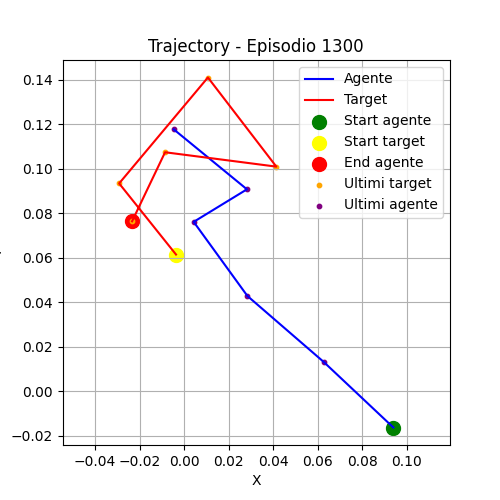 Trajectory - Episodio 1300
0.14
0.12
0.10
0.08
0.06
0.04
0.02
0.00
−0.02
−0.04
−0.02
0.00
0.02
0.04
0.06
0.08
0.10
X
Agente
Target
Start agente
Start target
End agente
Ultimi target
Ultimi agente